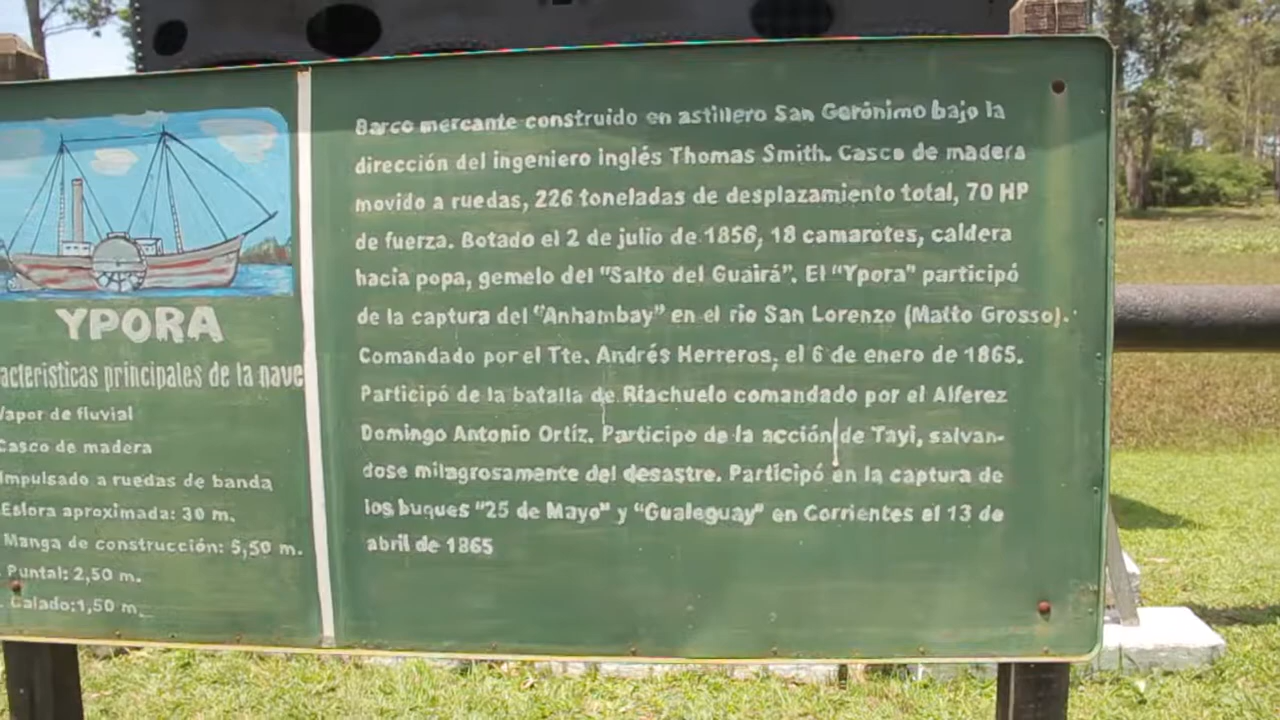 YPORA
acteristicas principales de la nave
Vapor de fluvial
Casco de madera
Impulsado a ruedas de banda
Eslora aproximada: 30 m.
Manga de construcción: 5,50 m.
Puntal: 2,50 m.
Calado:1,50 m.
Barco mercante construido en astillero San Gerónimo bajo la
dirección del ingeniero inglés Thomas Smith. Casco de madera
movido a ruedas, 226 toneladas de desplazamiento total, 70 HP
de fuerza. Botado el 2 de julio de 1856, 18 camarotes, caldera
hacia popa, gemelo del "Salto del Guairá". El "Ypora" participó
de la captura del "Anhambay" en el rio San Lorenzo (Matto Grosso).
Comandado por el Tte. Andrés Herreros, el 6 de enero de 1865.
Participó de la batalla de Riachuelo comandado por el Alferez
Domingo Antonio Ortíz. Participo de la acción de Tayi, salvan-
dose milagrosamente del desastre. Participó en la captura de
los buques "25 de Mayo" y "Gualeguay" en Corrientes el 13 de
abril de 1865